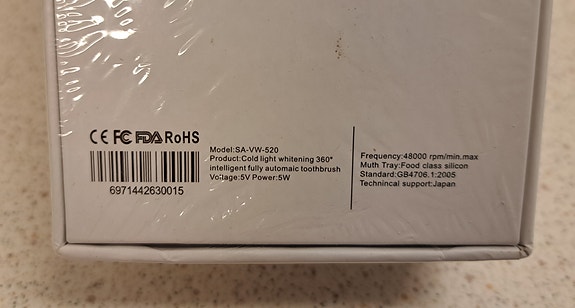 CE FC FDA RoHS
6971442630015
Model:SA-VW-520
Product:Cold light whitening 360°
intelligent fully automaic toothbrush
Voltage:5V Power:5W
Frequency:48000 rpm/min.max
Muth Tray:Food class silicon
Standard:GB4706.1:2005
Technincal support:Japan